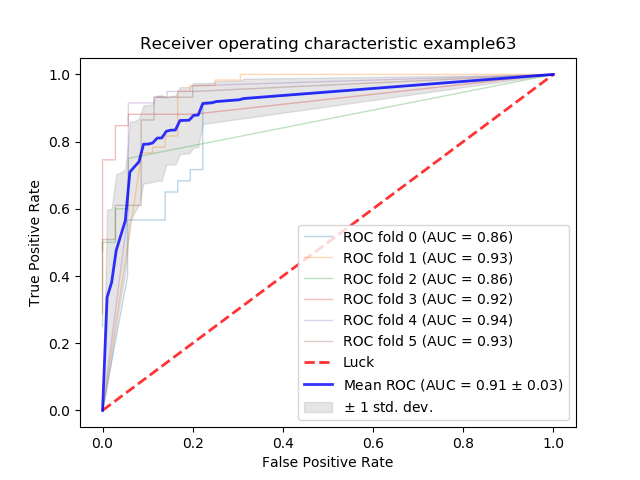 Receiver operating characteristic example63
True Positive Rate
1.0
0.8
0.6
0.4
0.2
0.0
ROC fold 0 (AUC = 0.86)
ROC fold 1 (AUC = 0.93)
ROC fold 2 (AUC = 0.86)
ROC fold 3 (AUC = 0.92)
ROC fold 4 (AUC = 0.94)
ROC fold 5 (AUC = 0.93)
Luck
Mean ROC (AUC = 0.91 ± 0.03)
± 1 std. dev.
0.0 0.2 0.4 0.6 0.8 1.0
False Positive Rate